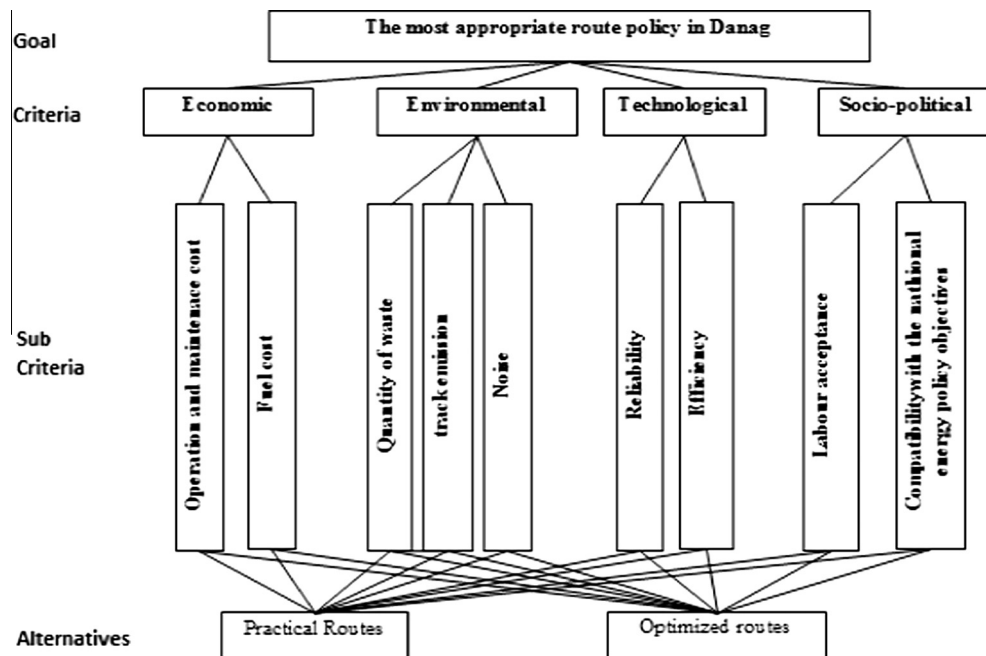 Goal
The most appropriate route policy in Danag
Criteria
Economic
Environmental
Technological
Socio-political
Sub
Criteria
Operation and maintenace cost
Fuel cost
Quantity of waste
track emission
Noise
Reliability
Efficiency
Labour acceptance
Compatibility with the nathional
energy policy objectives
Alternatives
Practical Routes
Optimized routes